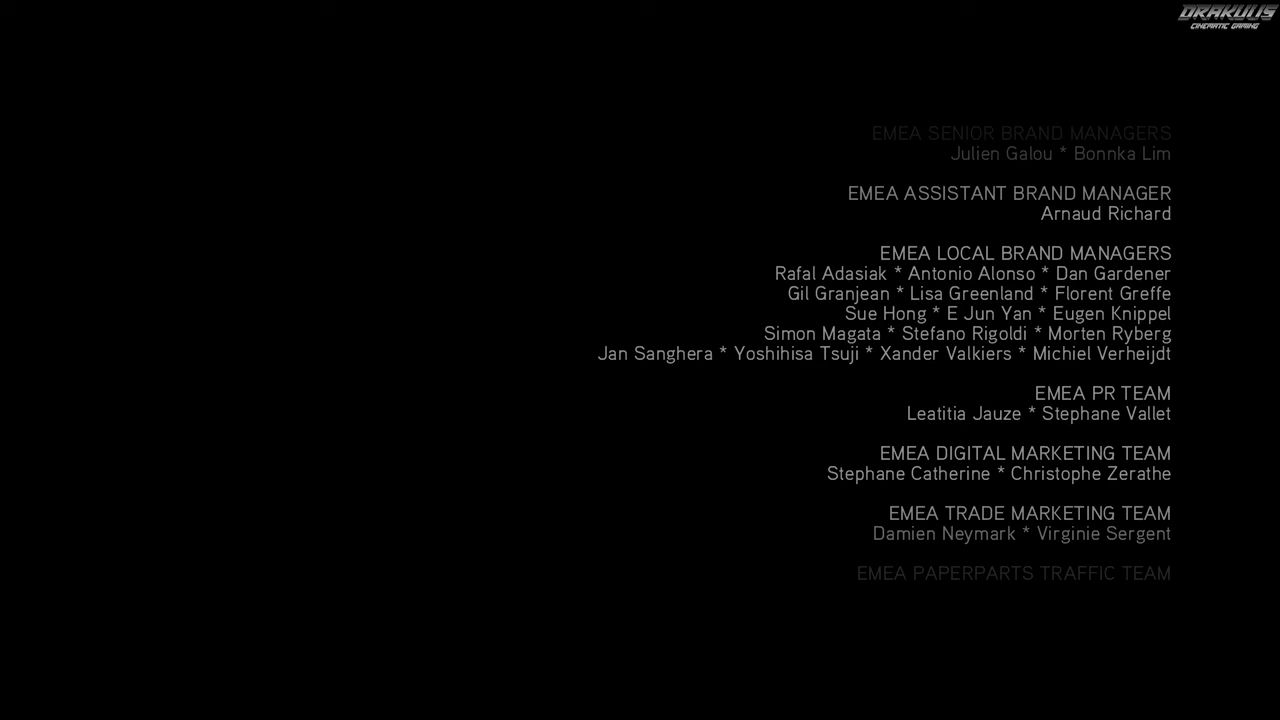 DRAKULIS
CINEMATIC GAMING
EMEA SENIOR BRAND MANAGERS
Julien Galou * Bonnka Lim
EMEA ASSISTANT BRAND MANAGER
Arnaud Richard
EMEA LOCAL BRAND MANAGERS
Rafal Adasiak * Antonio Alonso * Dan Gardener
Gil Granjean * Lisa Greenland * Florent Greffe
Sue Hong * E Jun Yan * Eugen Knippel
Simon Magata * Stefano Rigoldi * Morten Ryberg
Jan Sanghera * Yoshihisa Tsuji * Xander Valkiers * Michiel Verheijdt
EMEA PR TEAM
Leatitia Jauze * Stephane Vallet
EMEA DIGITAL MARKETING TEAM
Stephane Catherine * Christophe Zerathe
EMEA TRADE MARKETING TEAM
Damien Neymark * Virginie Sergent
EMEA PAPERPARTS TRAFFIC TEAM